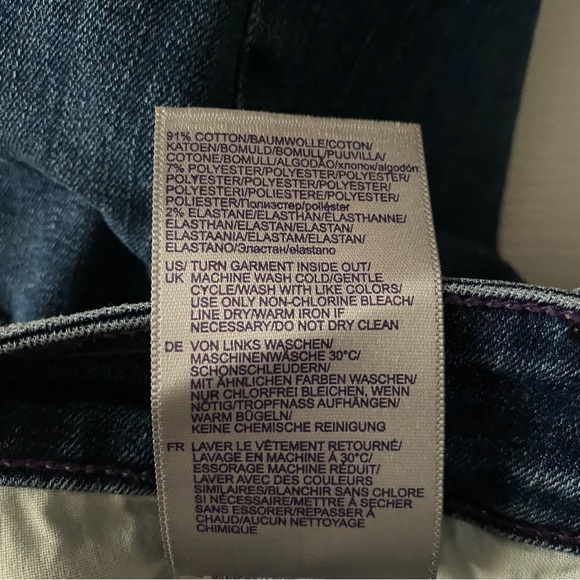 91% COTTON/BAUMWOLLE/COTON/
KATOEN/BOMULD/BOMULL/PUUVILLA/
COTONE/BOMULL/ALGODÃO/хлопок/algodón
7% POLYESTER/POLYESTER/POLYESTER/
POLYESTER/POLYESTER/POLYESTER/
POLYESTERI/POLIESTERE/POLYESTER/
POLIESTER/Полиэстер/poliéster
2% ELASTANE/ELASTHAN/ÉLASTHANNE/
ELASTHAN/ELASTAN/ELASTAN/
ELASTAANIA/ELASTAM/ELASTAN/
ELASTANO/Эластан/elastano
US/ TURN GARMENT INSIDE OUT/
UK MACHINE WASH COLD/GENTLE
CYCLE/WASH WITH LIKE COLORS/
USE ONLY NON-CHLORINE BLEACH/
LINE DRY/WARM IRON IF
NECESSARY/DO NOT DRY CLEAN
DE VON LINKS WASCHEN/
MASCHINENWÄSCHE 30°C/
SCHONSCHLEUDERN/
MIT ÄHNLICHEN FARBEN WASCHEN/
NUR CHLORFREI BLEICHEN, WENN
NÖTIG/TROPFNASS AUFHÄNGEN/
WARM BÜGELN/
KEINE CHEMISCHE REINIGUNG
FR LAVER LE VÊTEMENT RETOURNÉ/
LAVAGE EN MACHINE À 30°C/
ESSORAGE MACHINE RÉDUIT/
LAVER AVEC DES COULEURS
SIMILAIRES/BLANCHIR SANS CHLORE
SI NÉCESSAIRE/METTRE À SECHER
SANS ESSORER/REPASSER À
CHAUD/AUCUN NETTOYAGE
CHIMIQUE